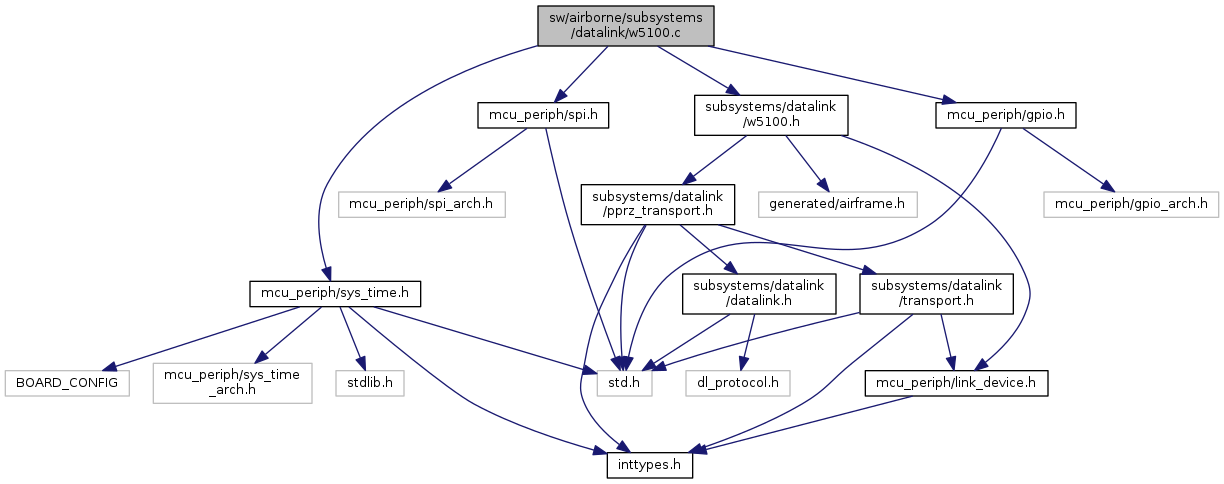 sw/airborne/subsystems
/datalink/w5100.c
mcu_periph/spi.h
subsystems/datalink
/w5100.h
mcu_periph/gpio.h
mcu_periph/spi_arch.h
subsystems/datalink
/pprz_transport.h
generated/airframe.h
mcu_periph/gpio_arch.h
mcu_periph/sys_time.h
subsystems/datalink
/datalink.h
subsystems/datalink
/transport.h
BOARD_CONFIG
mcu_periph/sys_time
_arch.h
stdlib.h
std.h
dl_protocol.h
mcu_periph/link_device.h
inttypes.h